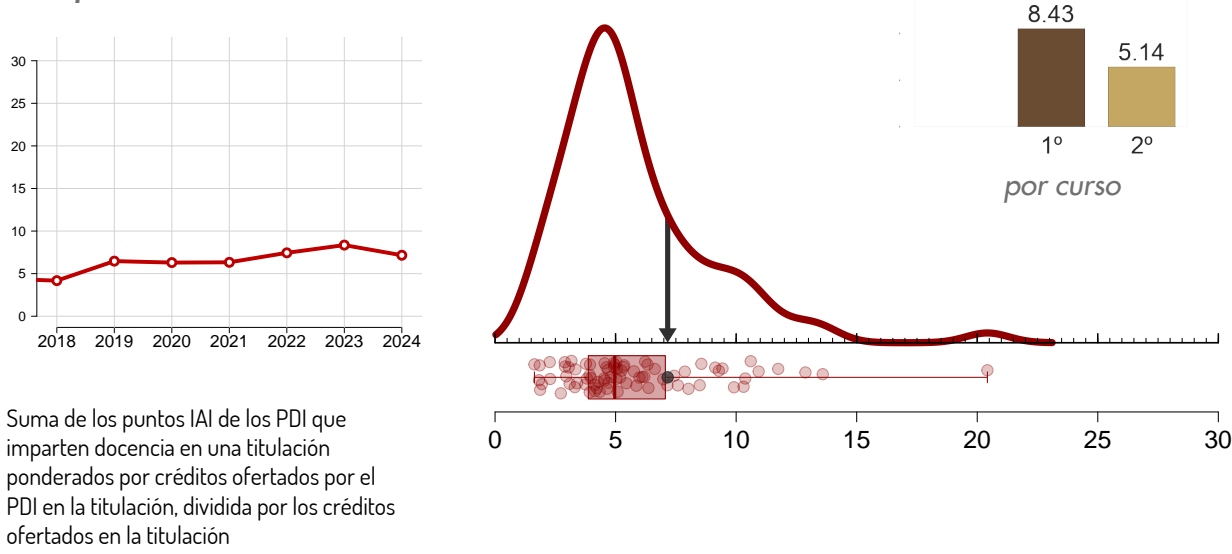 30
25
20
15
10
5
0
2018 2019 2020 2021 2022 2023 2024
Suma de los puntos IAI de los PDI que
imparten docencia en una titulación
ponderados por créditos ofertados por el
PDI en la titulación, dividida por los créditos
ofertados en la titulación
0 5 10 15 20 25 30
8.43
5.14
1º 2º
por curso